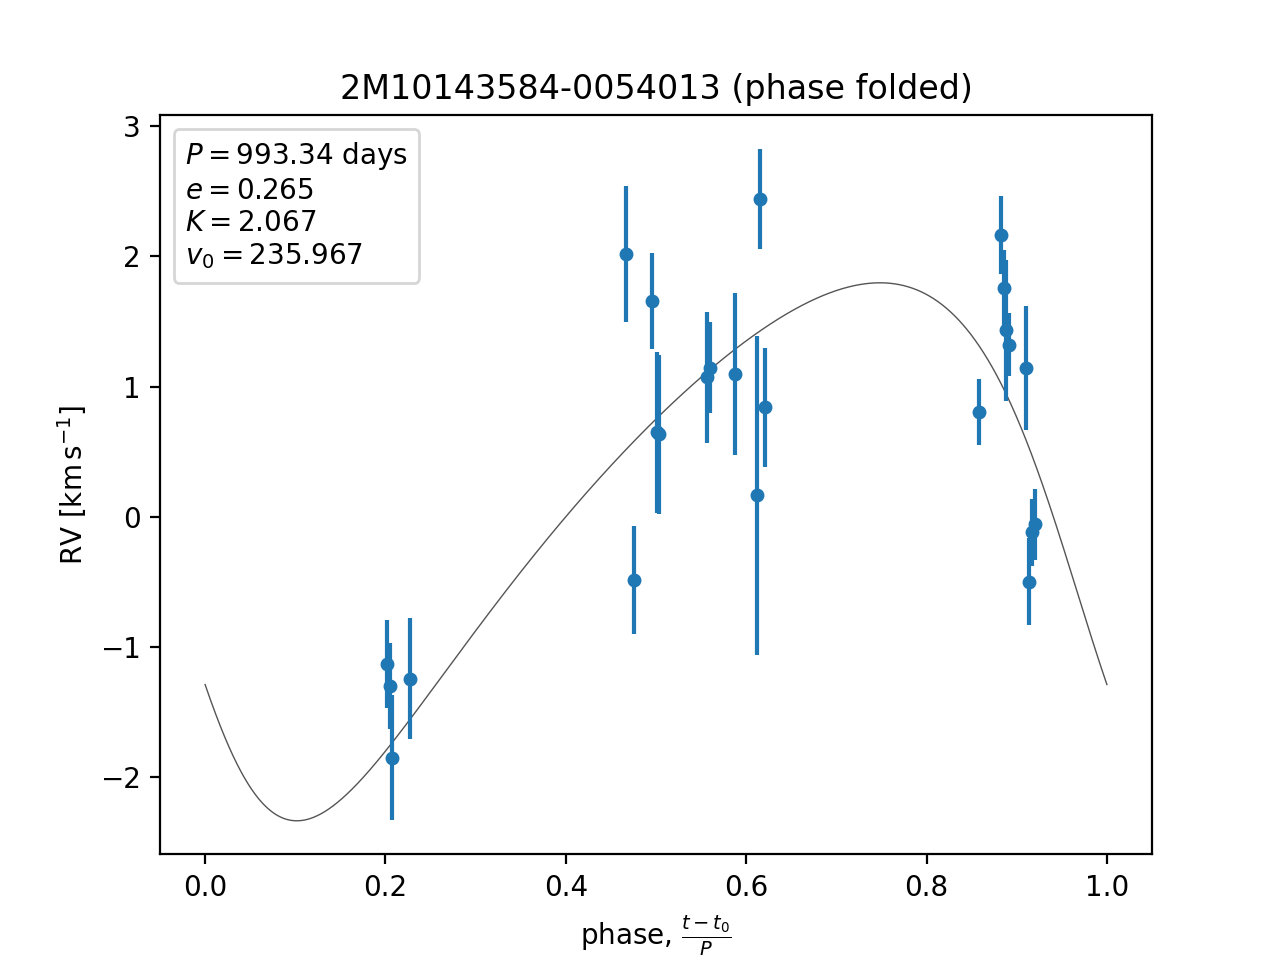 2M10143584-0054013 (phase folded)
P = 993.34 days
e = 0.265
K = 2.067
v₀ = 235.967
3
2
1
0
−1
−2
RV [km s⁻¹]
0.0 0.2 0.4 0.6 0.8 1.0
phase, (t − t₀)/P